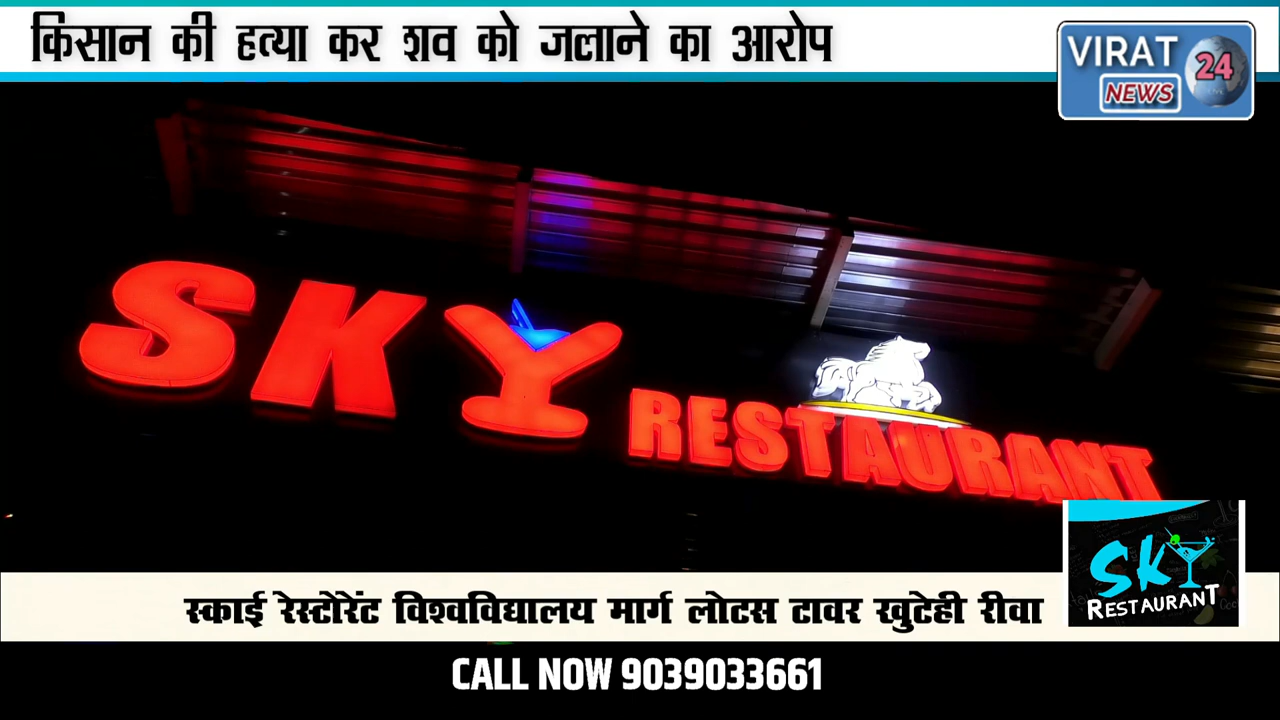 किसान की हत्या कर शव को जलाने का आरोप
VIRAT
24
NEWS
SKY RESTAURANT
SKY
RESTAURANT
स्काई रेस्टोरेंट विश्वविद्यालय मार्ग लोटस टावर खुटेही रीवा
CALL NOW 9039033661